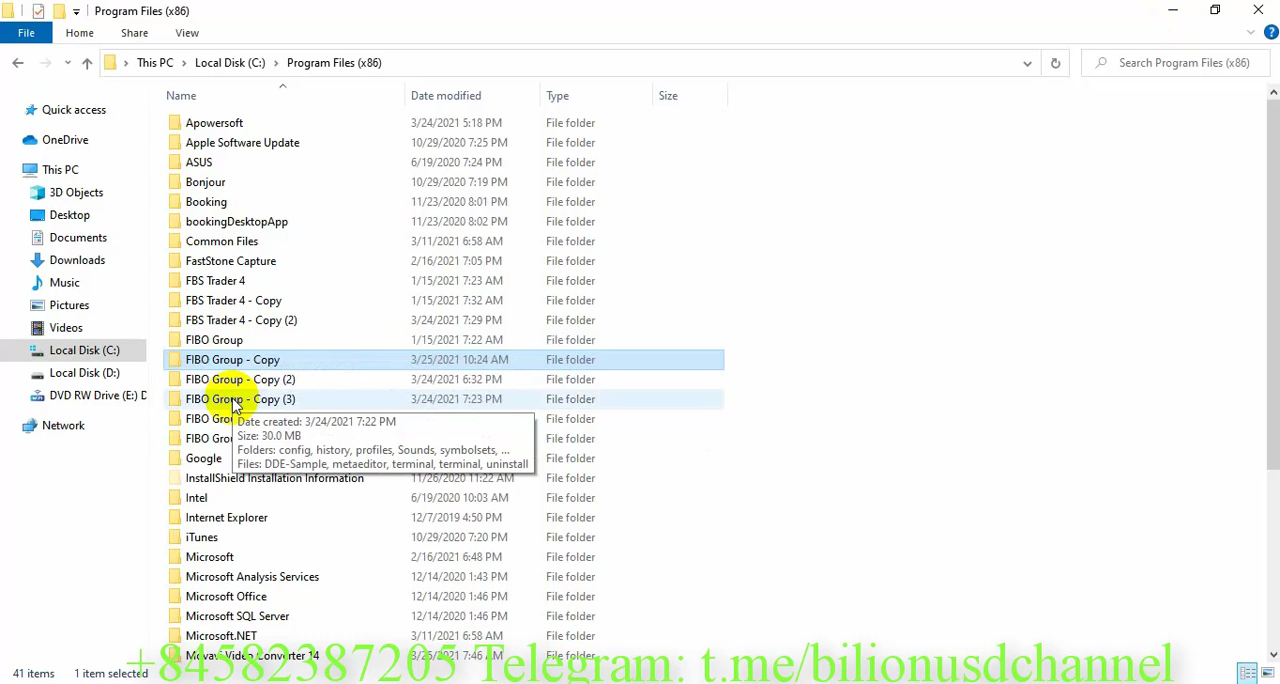 Program Files (x86)
File Home Share View
This PC Local Disk (C:) Program Files (x86) Search Program Files (x86)
Name Date modified Type Size
Quick access
OneDrive
This PC
3D Objects
Desktop
Documents
Downloads
Music
Pictures
Videos
Local Disk (C:)
Local Disk (D:)
DVD RW Drive (E:) D
Network
Apowersoft 3/24/2021 5:18 PM File folder
Apple Software Update 10/29/2020 7:25 PM File folder
ASUS 6/19/2020 7:24 PM File folder
Bonjour 10/29/2020 7:19 PM File folder
Booking 11/23/2020 8:01 PM File folder
bookingDesktopApp 11/23/2020 8:02 PM File folder
Common Files 3/11/2021 6:58 AM File folder
FastStone Capture 2/16/2021 7:05 PM File folder
FBS Trader 4 1/15/2021 7:23 AM File folder
FBS Trader 4 - Copy 1/15/2021 7:32 AM File folder
FBS Trader 4 - Copy (2) 3/24/2021 7:29 PM File folder
FIBO Group 1/15/2021 7:22 AM File folder
FIBO Group - Copy 3/25/2021 10:24 AM File folder
FIBO Group - Copy (2) 3/24/2021 6:32 PM File folder
FIBO Group - Copy (3) 3/24/2021 7:23 PM File folder
FIBO Gro File folder
FIBO Gro File folder
Date created: 3/24/2021 7:22 PM
Size: 30.0 MB
Folders: config, history, profiles, Sounds, symbolsets, ...
Files: DDE-Sample, metaeditor, terminal, terminal, uninstall
Google File folder
InstallShield Installation Information 11/26/2020 11:22 AM File folder
Intel 6/19/2020 10:03 AM File folder
Internet Explorer 12/7/2019 4:50 PM File folder
iTunes 10/29/2020 7:20 PM File folder
Microsoft 2/16/2021 6:48 PM File folder
Microsoft Analysis Services 12/14/2020 1:43 PM File folder
Microsoft Office 12/14/2020 1:46 PM File folder
Microsoft SQL Server 12/14/2020 1:46 PM File folder
Microsoft.NET 3/11/2021 6:58 AM File folder
Movavi Video Converter 14 3/25/2021 7:46 AM File folder
+84582387205 Telegram: t.me/bilionusdchannel
41 items 1 item selected